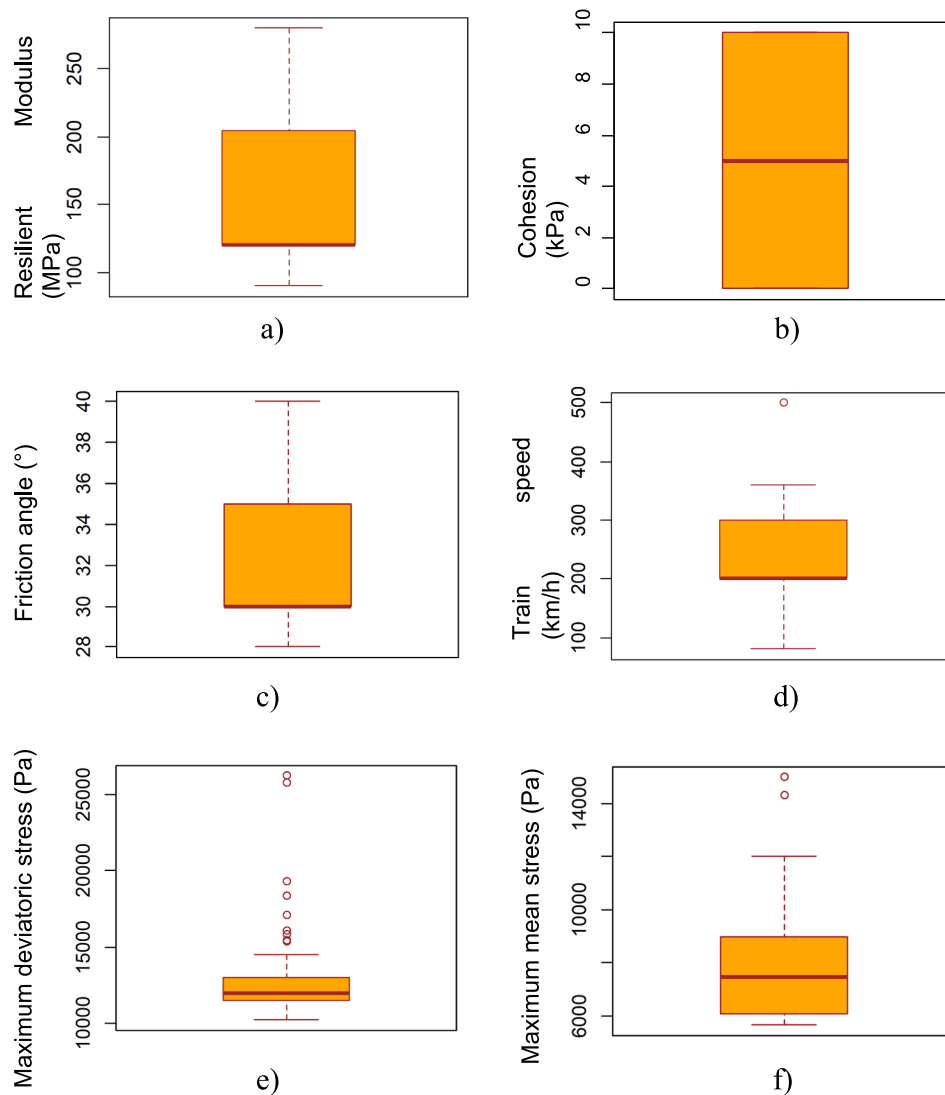 Resilient Modulus
(MPa)
250
200
150
100
a)
Cohesion
(kPa)
10
8
6
4
2
0
b)
Friction angle (°)
40
38
36
34
32
30
28
c)
Train speed
(km/h)
500
400
300
200
100
d)
Maximum deviatoric stress (Pa)
25000
20000
15000
10000
e)
Maximum mean stress (Pa)
14000
10000
6000
f)